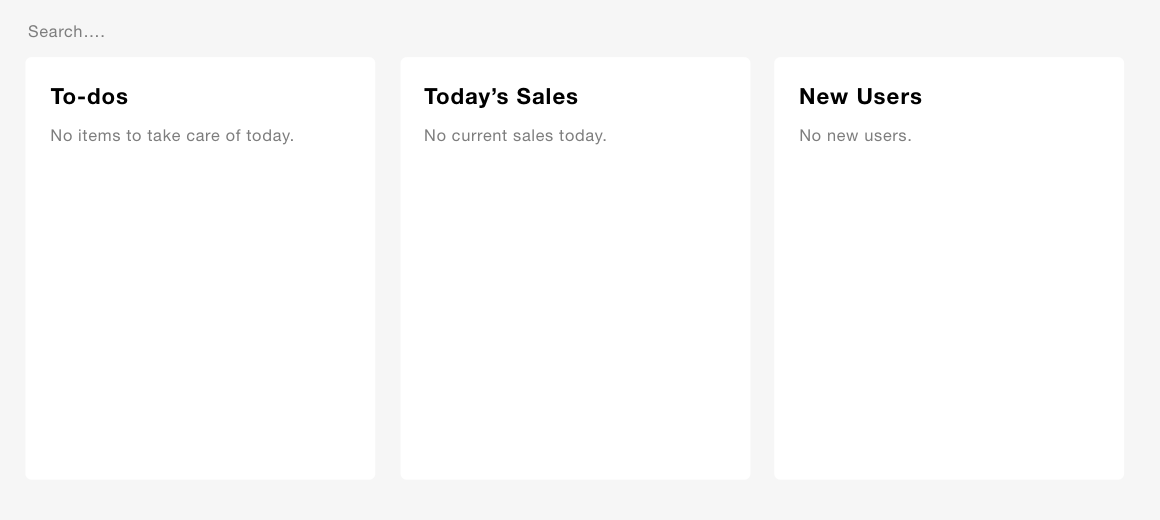 Search....
To-dos
No items to take care of today.
Today’s Sales
No current sales today.
New Users
No new users.